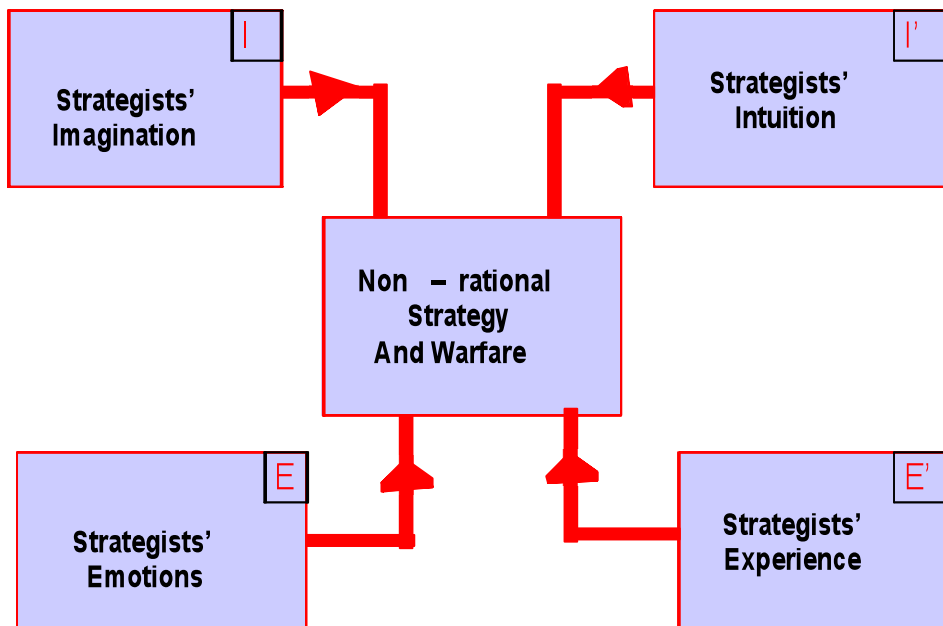 I
Strategists’
Imagination
I’
Strategists’
Intuition
Non – rational
Strategy
And Warfare
E
Strategists’
Emotions
E’
Strategists’
Experience